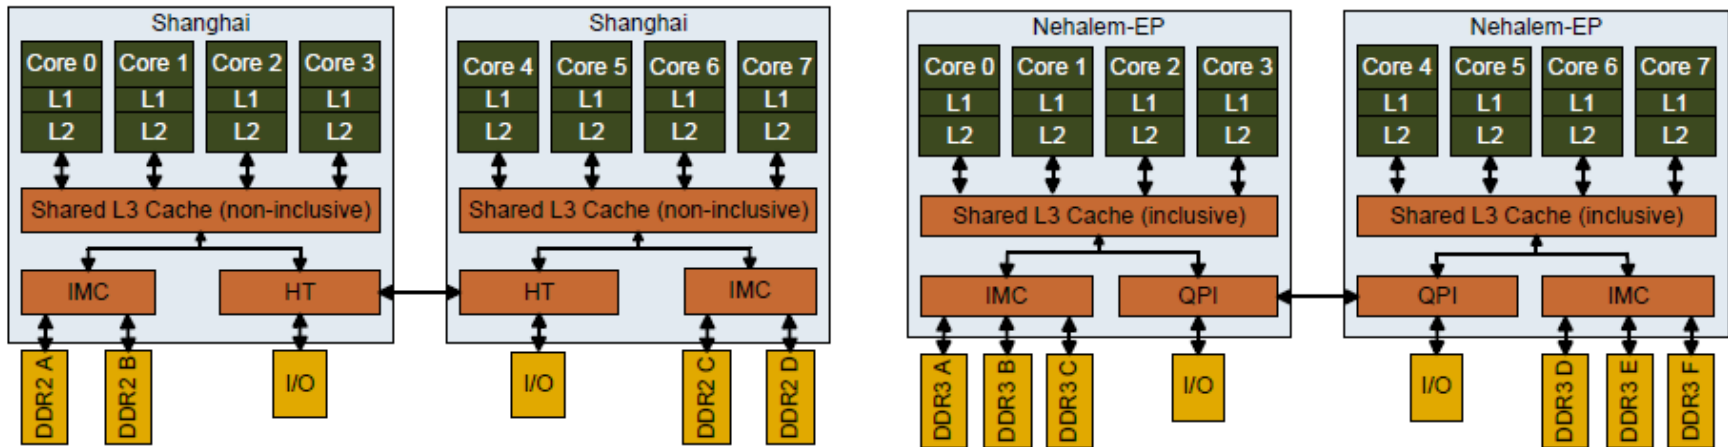 Shanghai
Core 0 Core 1 Core 2 Core 3
L1 L1 L1 L1
L2 L2 L2 L2
Shared L3 Cache (non-inclusive)
IMC HT
DDR2 A DDR2 B I/O
Shanghai
Core 4 Core 5 Core 6 Core 7
L1 L1 L1 L1
L2 L2 L2 L2
Shared L3 Cache (non-inclusive)
HT IMC
I/O DDR2 C DDR2 D
Nehalem-EP
Core 0 Core 1 Core 2 Core 3
L1 L1 L1 L1
L2 L2 L2 L2
Shared L3 Cache (inclusive)
IMC QPI
DDR3 A DDR3 B DDR3 C I/O
Nehalem-EP
Core 4 Core 5 Core 6 Core 7
L1 L1 L1 L1
L2 L2 L2 L2
Shared L3 Cache (inclusive)
QPI IMC
I/O DDR3 D DDR3 E DDR3 F